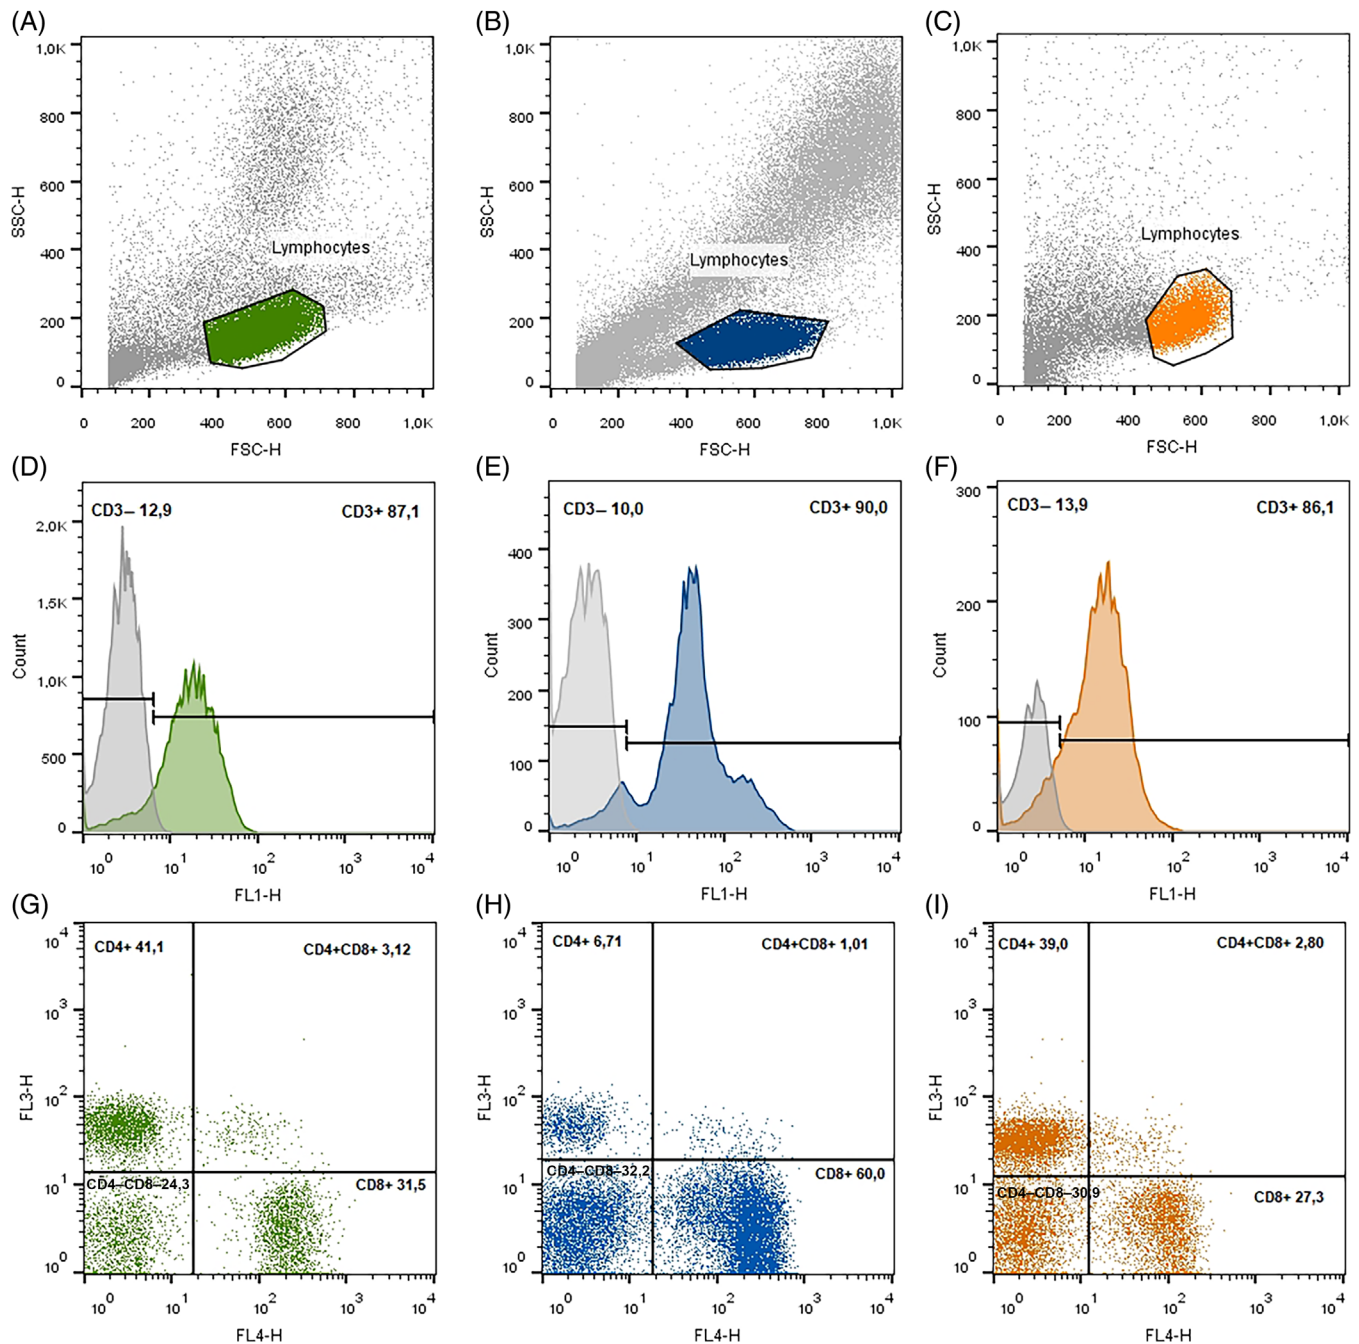 (A)
(B)
(C)
1,0K
800
600
400
200
0
SSC-H
Lymphocytes
0 200 400 600 800 1,0K
FSC-H
1,0K
800
600
400
200
0
SSC-H
Lymphocytes
0 200 400 600 800 1,0K
FSC-H
1,0K
800
600
400
200
0
SSC-H
Lymphocytes
0 200 400 600 800 1,0K
FSC-H
(D)
(E)
(F)
CD3– 12,9 CD3+ 87,1
2,0K
1,5K
1,0K
500
0
Count
10^0 10^1 10^2 10^3 10^4
FL1-H
CD3– 10,0 CD3+ 90,0
400
300
200
100
0
Count
10^0 10^1 10^2 10^3 10^4
FL1-H
CD3– 13,9 CD3+ 86,1
300
200
100
0
Count
10^0 10^1 10^2 10^3 10^4
FL1-H
(G)
(H)
(I)
CD4+ 41,1 CD4+CD8+ 3,12
CD4–CD8–24,3 CD8+ 31,5
10^4
10^3
10^2
10^1
10^0
FL3-H
10^0 10^1 10^2 10^3 10^4
FL4-H
CD4+ 6,71 CD4+CD8+ 1,01
CD4–CD8–32,2 CD8+ 60,0
10^4
10^3
10^2
10^1
10^0
FL3-H
10^0 10^1 10^2 10^3 10^4
FL4-H
CD4+ 39,0 CD4+CD8+ 2,80
CD4–CD8–30,9 CD8+ 27,3
10^4
10^3
10^2
10^1
10^0
FL3-H
10^0 10^1 10^2 10^3 10^4
FL4-H